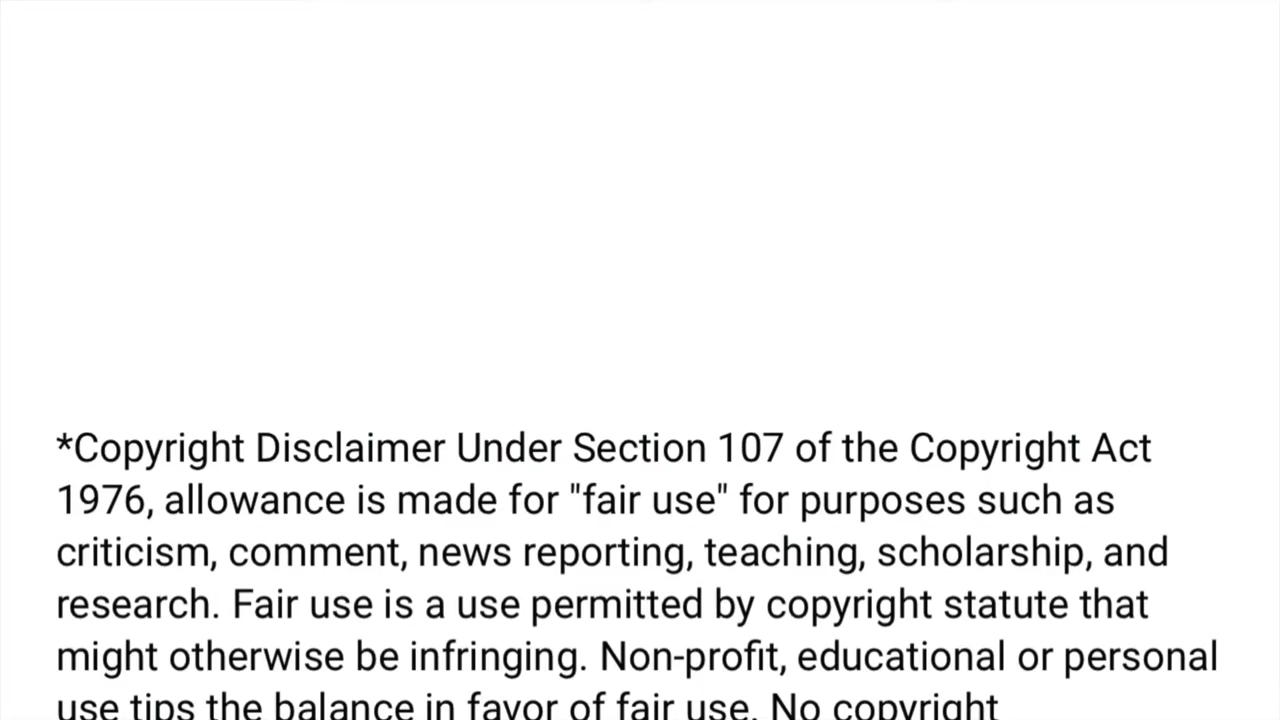 *Copyright Disclaimer Under Section 107 of the Copyright Act
1976, allowance is made for "fair use" for purposes such as
criticism, comment, news reporting, teaching, scholarship, and
research. Fair use is a use permitted by copyright statute that
might otherwise be infringing. Non-profit, educational or personal
use tips the balance in favor of fair use. No copyright